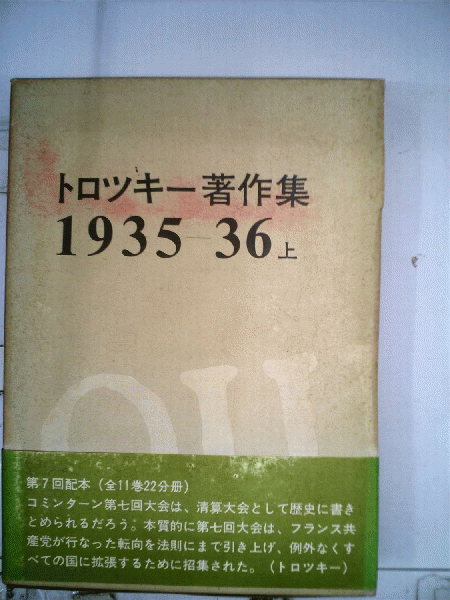 トロツキー著作集
1935-36上
第7回配本（全11巻22分冊）
コミンターン第七回大会は、清算大会として歴史に書き
とめられるだろう。本質的に第七回大会は、フランス共
産党が行なった転向を法則にまで引き上げ、例外なくす
べての国に拡張するために招集された。（トロツキー）